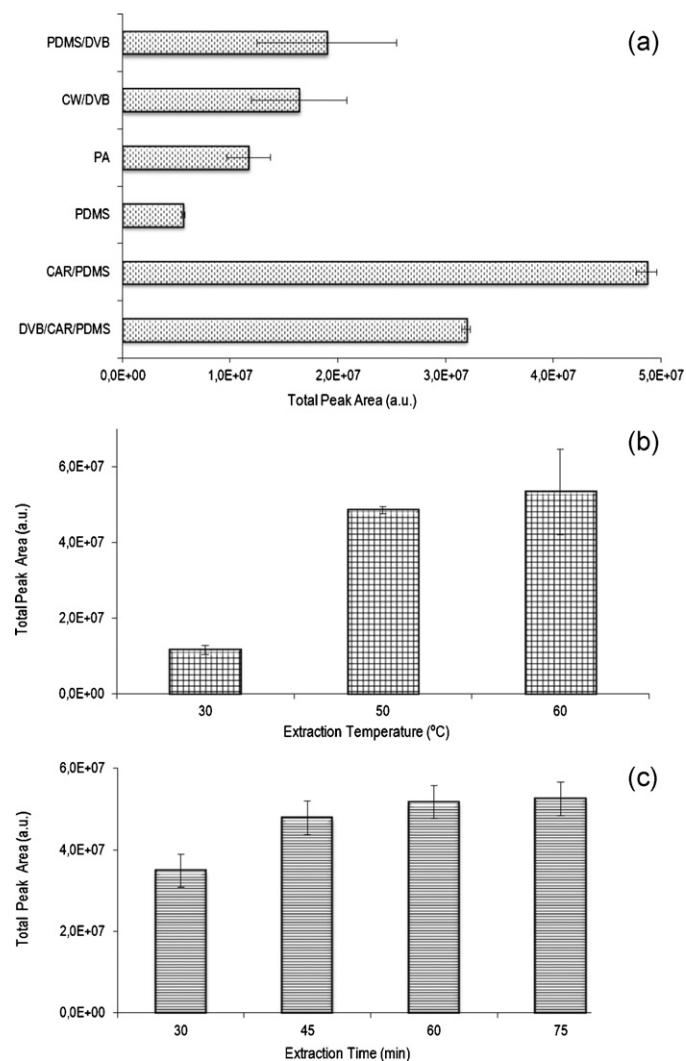 (a)
PDMS/DVB
CW/DVB
PA
PDMS
CAR/PDMS
DVB/CAR/PDMS
0,0E+00 1,0E+07 2,0E+07 3,0E+07 4,0E+07 5,0E+07
Total Peak Area (a.u.)
(b)
Total Peak Area (a.u.)
6,0E+07
4,0E+07
2,0E+07
0,0E+00
30 50 60
Extraction Temperature (ºC)
(c)
Total Peak Area (a.u.)
6,0E+07
4,0E+07
2,0E+07
0,0E+00
30 45 60 75
Extraction Time (min)